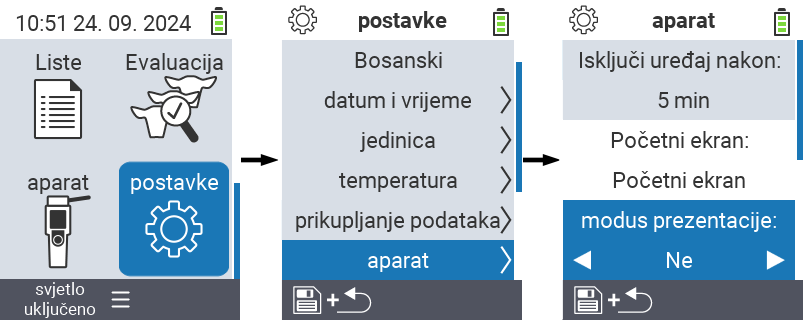 10:51 24. 09. 2024
Liste
Evaluacija
aparat
postavke
svjetlo
uključeno
postavke
Bosanski
datum i vrijeme
jedinica
temperatura
prikupljanje podataka
aparat
+
aparat
Isključi uređaj nakon:
5 min
Početni ekran:
Početni ekran
modus prezentacije:
Ne
+